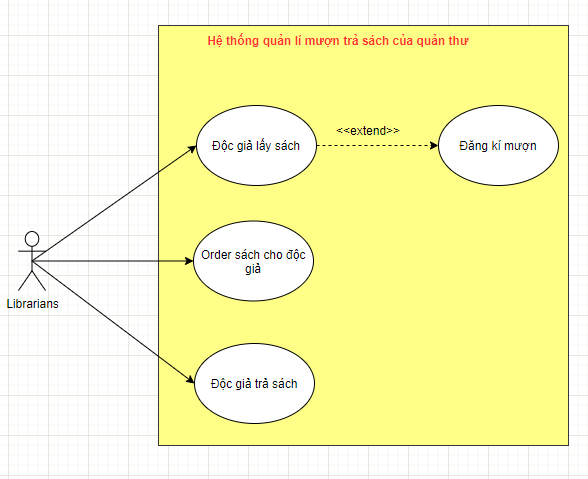 Hệ thống quản lí mượn trả sách của quản thư
Độc giả lấy sách
<<extend>>
Đăng kí mượn
Order sách cho độc
giả
Librarians
Độc giả trả sách